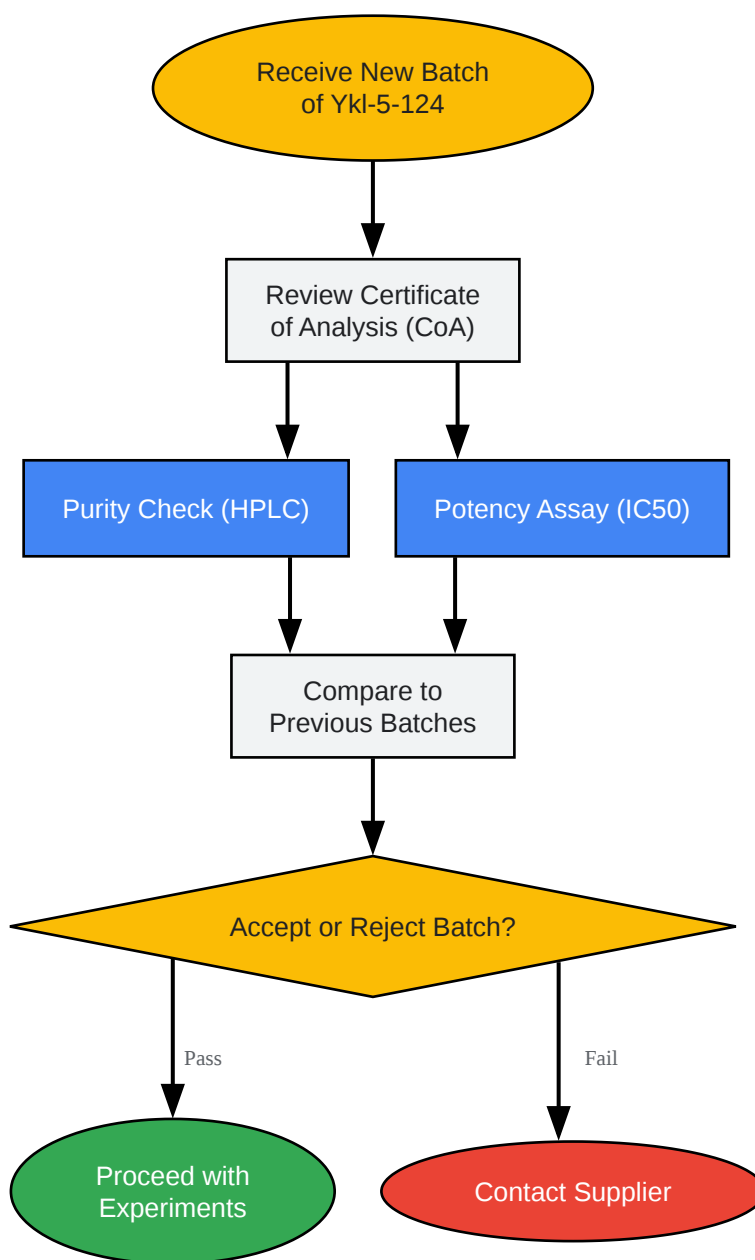 Receive New Batch
of Ykl-5-124
Review Certificate
of Analysis (CoA)
Purity Check (HPLC)
Potency Assay (IC50)
Compare to
Previous Batches
Accept or Reject Batch?
Pass
Fail
Proceed with
Experiments
Contact Supplier